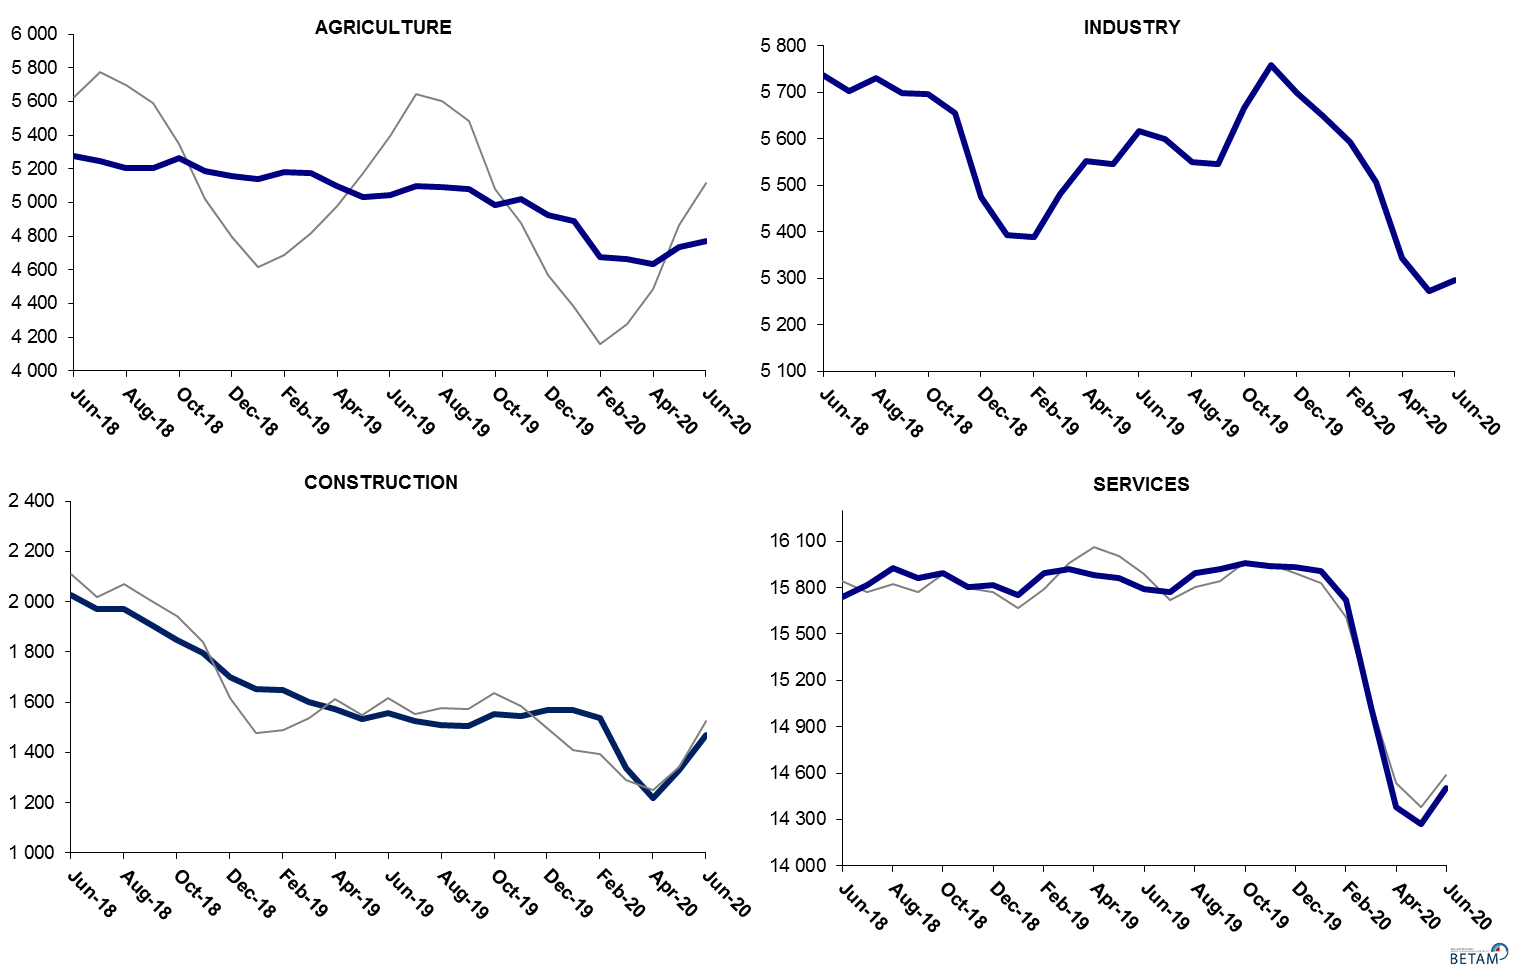 AGRICULTURE
6 000
5 800
5 600
5 400
5 200
5 000
4 800
4 600
4 400
4 200
4 000
Jun-18
Aug-18
Oct-18
Dec-18
Feb-19
Apr-19
Jun-19
Aug-19
Oct-19
Dec-19
Feb-20
Apr-20
Jun-20
INDUSTRY
5 800
5 700
5 600
5 500
5 400
5 300
5 200
5 100
Jun-18
Aug-18
Oct-18
Dec-18
Feb-19
Apr-19
Jun-19
Aug-19
Oct-19
Dec-19
Feb-20
Apr-20
Jun-20
CONSTRUCTION
2 400
2 200
2 000
1 800
1 600
1 400
1 200
1 000
Jun-18
Aug-18
Oct-18
Dec-18
Feb-19
Apr-19
Jun-19
Aug-19
Oct-19
Dec-19
Feb-20
Apr-20
Jun-20
SERVICES
16 100
15 800
15 500
15 200
14 900
14 600
14 300
14 000
Jun-18
Aug-18
Oct-18
Dec-18
Feb-19
Apr-19
Jun-19
Aug-19
Oct-19
Dec-19
Feb-20
Apr-20
Jun-20
BETAM